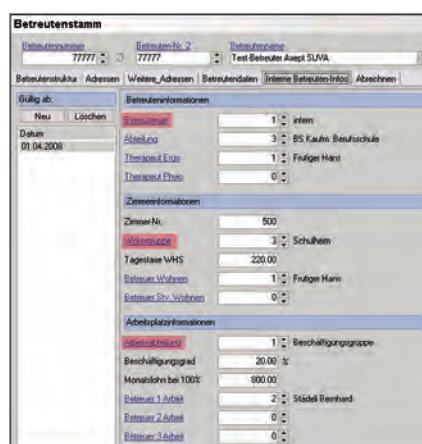 Betreutenstamm
Betreutennummer Betreuten-Nr. 2 Betreutenname
77777 77777 Test-Betreuter Axept SUVA
Betreutenstruktur Adressen Weitere_Adressen Betreutendaten Interne Betreuten-Infos Abrechnen
Gültig ab:
Neu Löschen
Datum
01.04.2008
Betreuteninformationen
Betreutenart 1 intern
Abteilung 3 BS Kaufm. Berufsschule
Therapeut Ergo 1 Frutiger Hans
Therapeut Physio 0
Zimmerinformationen
Zimmer-Nr. 500
Wohngruppe 3 Schulheim
Tagestaxe WHS 220.00
Betreuer Wohnen 1 Frutiger Hans
Betreuer Stv. Wohnen 0
Arbeitsplatzinformationen
Arbeitsabteilung 1 Beschäftigungsgruppe
Beschäftigungsgrad 20.00 %
Monatslohn bei 100% 800.00
Betreuer 1 Arbeit 2 Städeli Bernhard
Betreuer 2 Arbeit 0
Betreuer 3 Arbeit 0